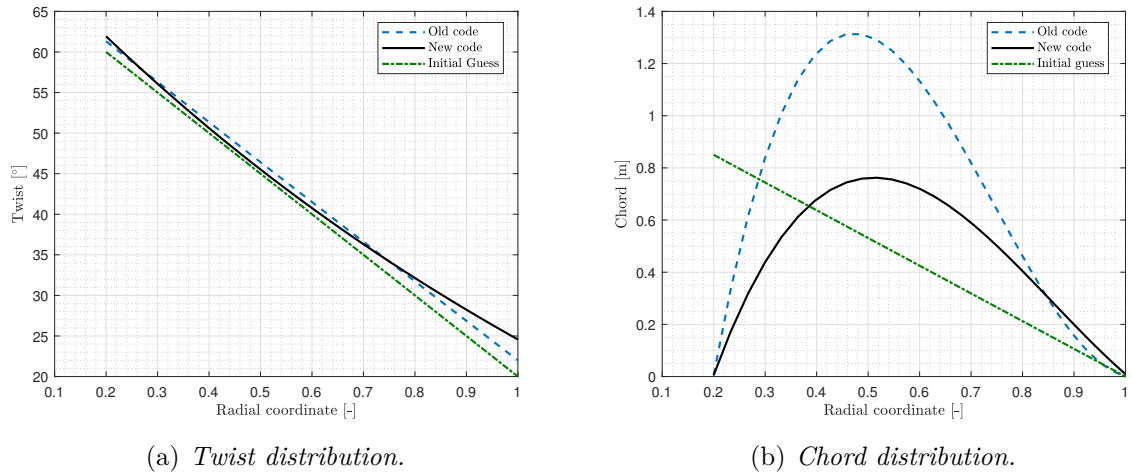 65
60
55
50
45
40
35
30
25
20
0.1 0.2 0.3 0.4 0.5 0.6 0.7 0.8 0.9 1
Radial coordinate [-]
Twist [°]
Old code
New code
Initial Guess
(a) Twist distribution.
1.4
1.2
1
0.8
0.6
0.4
0.2
0
0.1 0.2 0.3 0.4 0.5 0.6 0.7 0.8 0.9 1
Radial coordinate [-]
Chord [m]
Old code
New code
Initial guess
(b) Chord distribution.